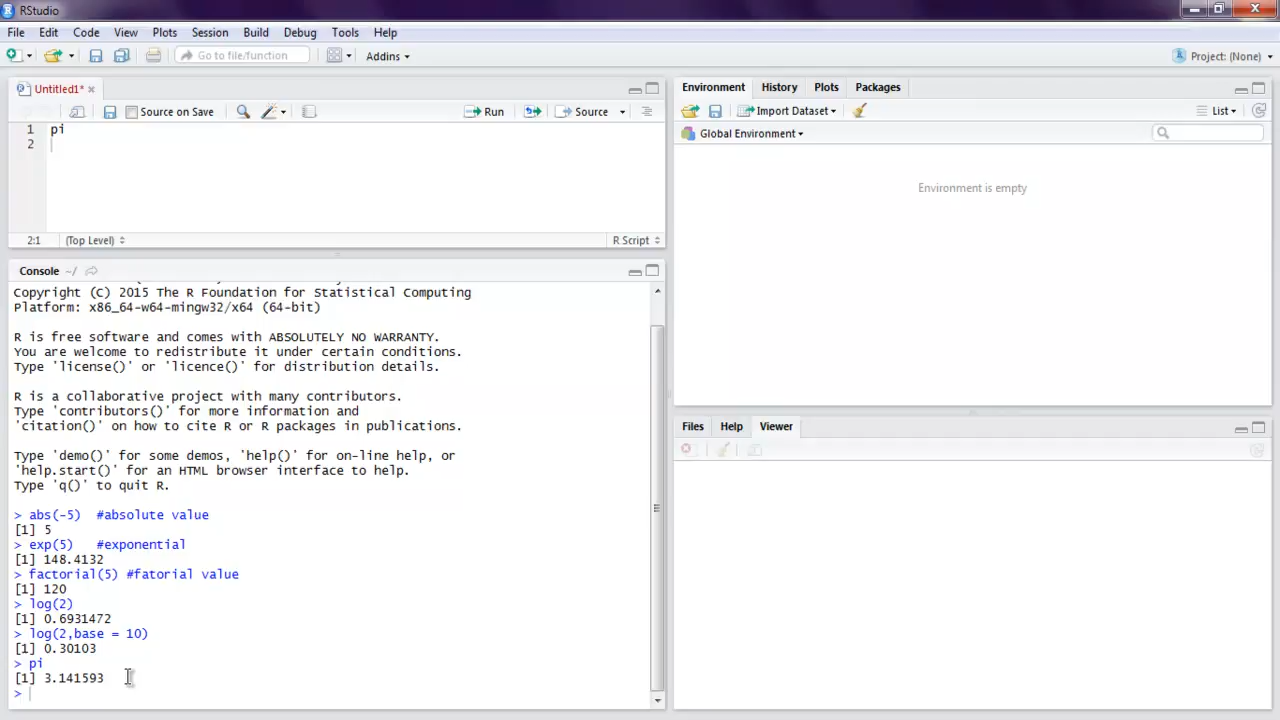 RStudio
File Edit Code View Plots Session Build Debug Tools Help
Go to file/function Addins Project: (None)
Untitled1*
Source on Save Run Source
1 pi
2
2:1 (Top Level) R Script
Console ~/
Copyright (C) 2015 The R Foundation for Statistical Computing
Platform: x86_64-w64-mingw32/x64 (64-bit)
R is free software and comes with ABSOLUTELY NO WARRANTY.
You are welcome to redistribute it under certain conditions.
Type 'license()' or 'licence()' for distribution details.
R is a collaborative project with many contributors.
Type 'contributors()' for more information and
'citation()' on how to cite R or R packages in publications.
Type 'demo()' for some demos, 'help()' for on-line help, or
'help.start()' for an HTML browser interface to help.
Type 'q()' to quit R.
> abs(-5)  #absolute value
[1] 5
> exp(5)   #exponential
[1] 148.4132
> factorial(5) #fatorial value
[1] 120
> log(2)
[1] 0.6931472
> log(2,base = 10)
[1] 0.30103
> pi
[1] 3.141593
>
Environment History Plots Packages
Import Dataset List
Global Environment
Environment is empty
Files Help Viewer